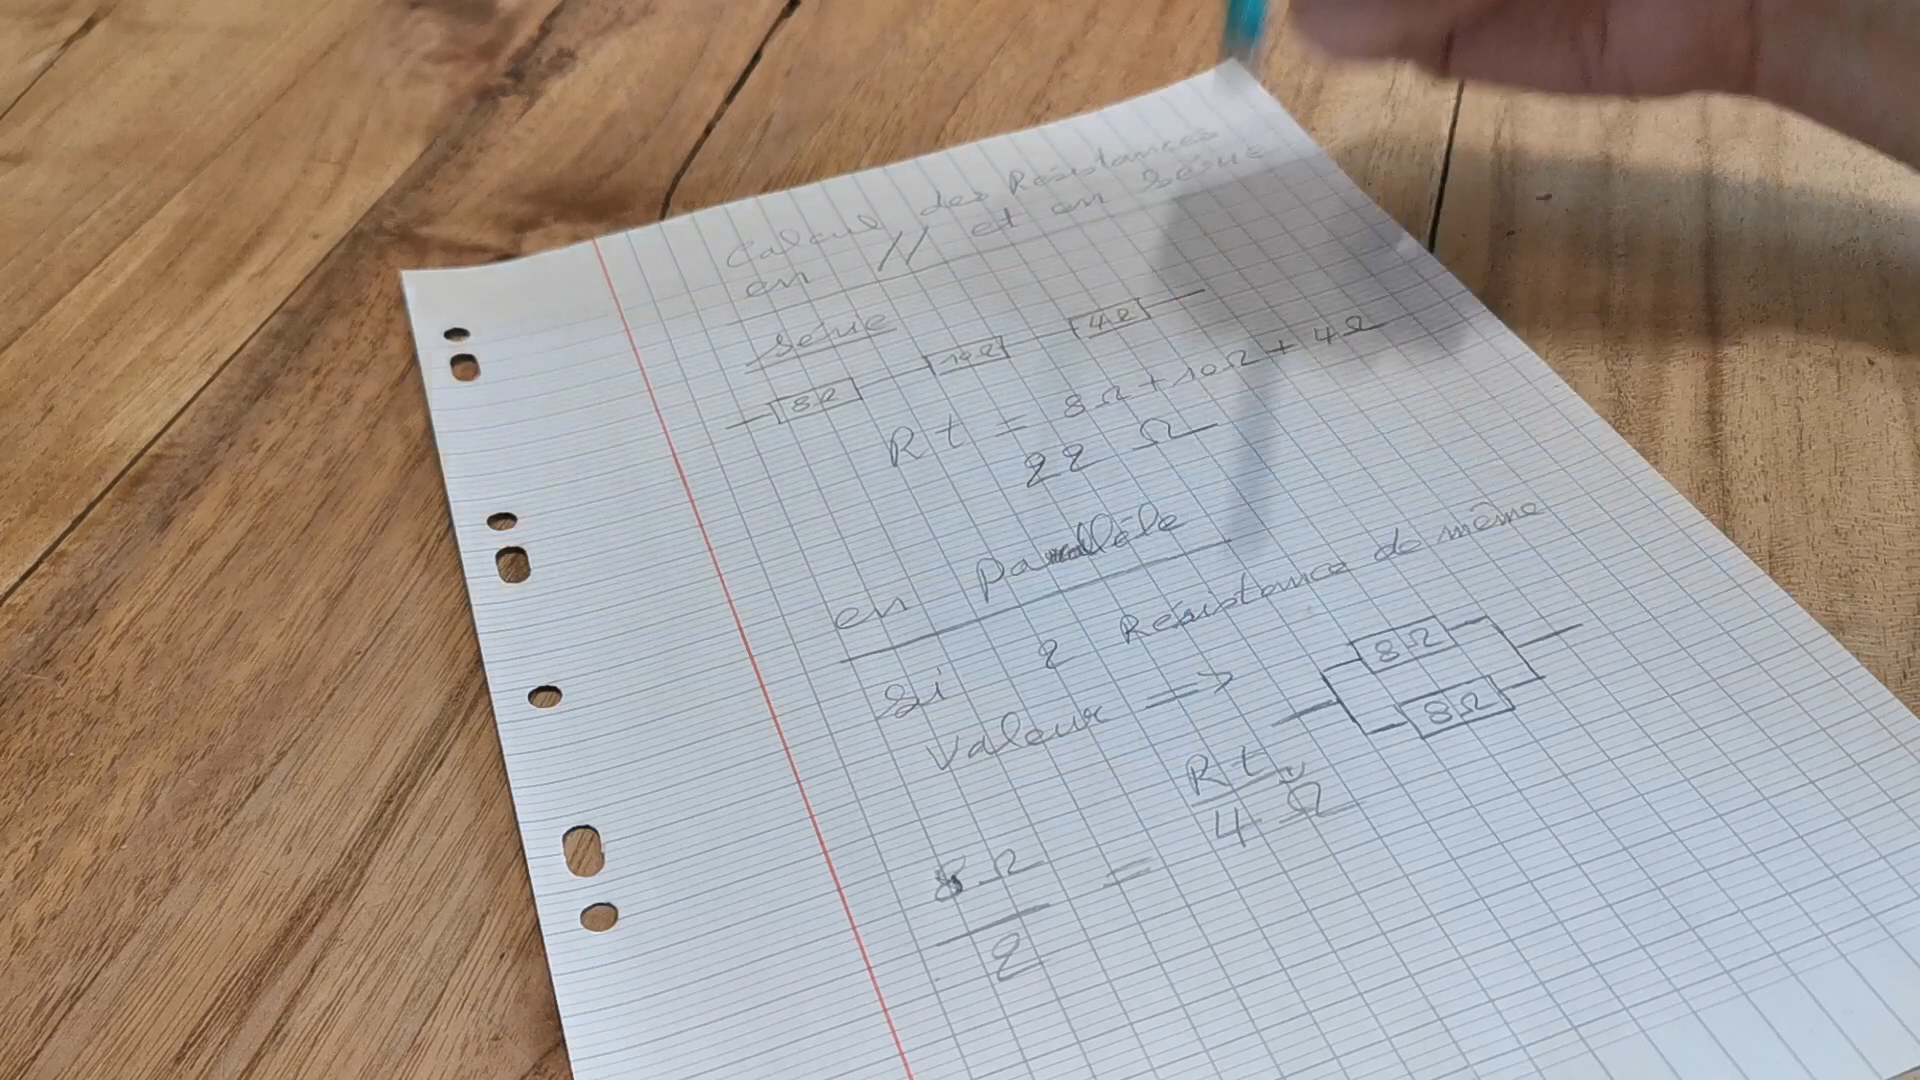 Calcul des Résistances
en // et en Série
Série
8Ω 10Ω 4Ω
Rt = 8Ω + 10Ω + 4Ω
22 Ω
en parallèle
si 2 Résistance de même
Valeur => 8Ω
8Ω
Rt
8Ω = 4 Ω
2